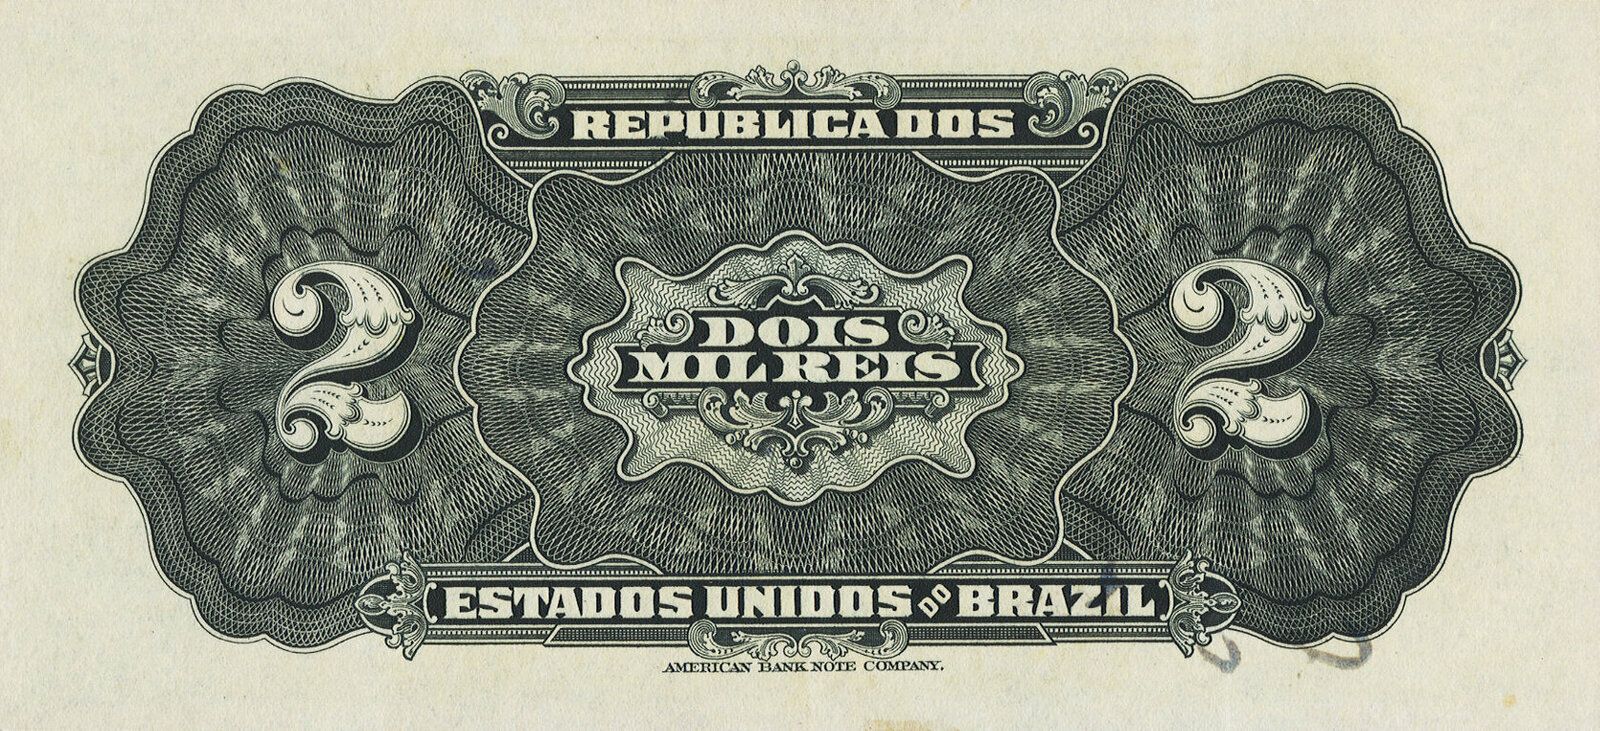 REPUBLICA DOS
2 2
DOIS
MIL REIS
ESTADOS UNIDOS DO BRAZIL
AMERICAN BANK NOTE COMPANY.